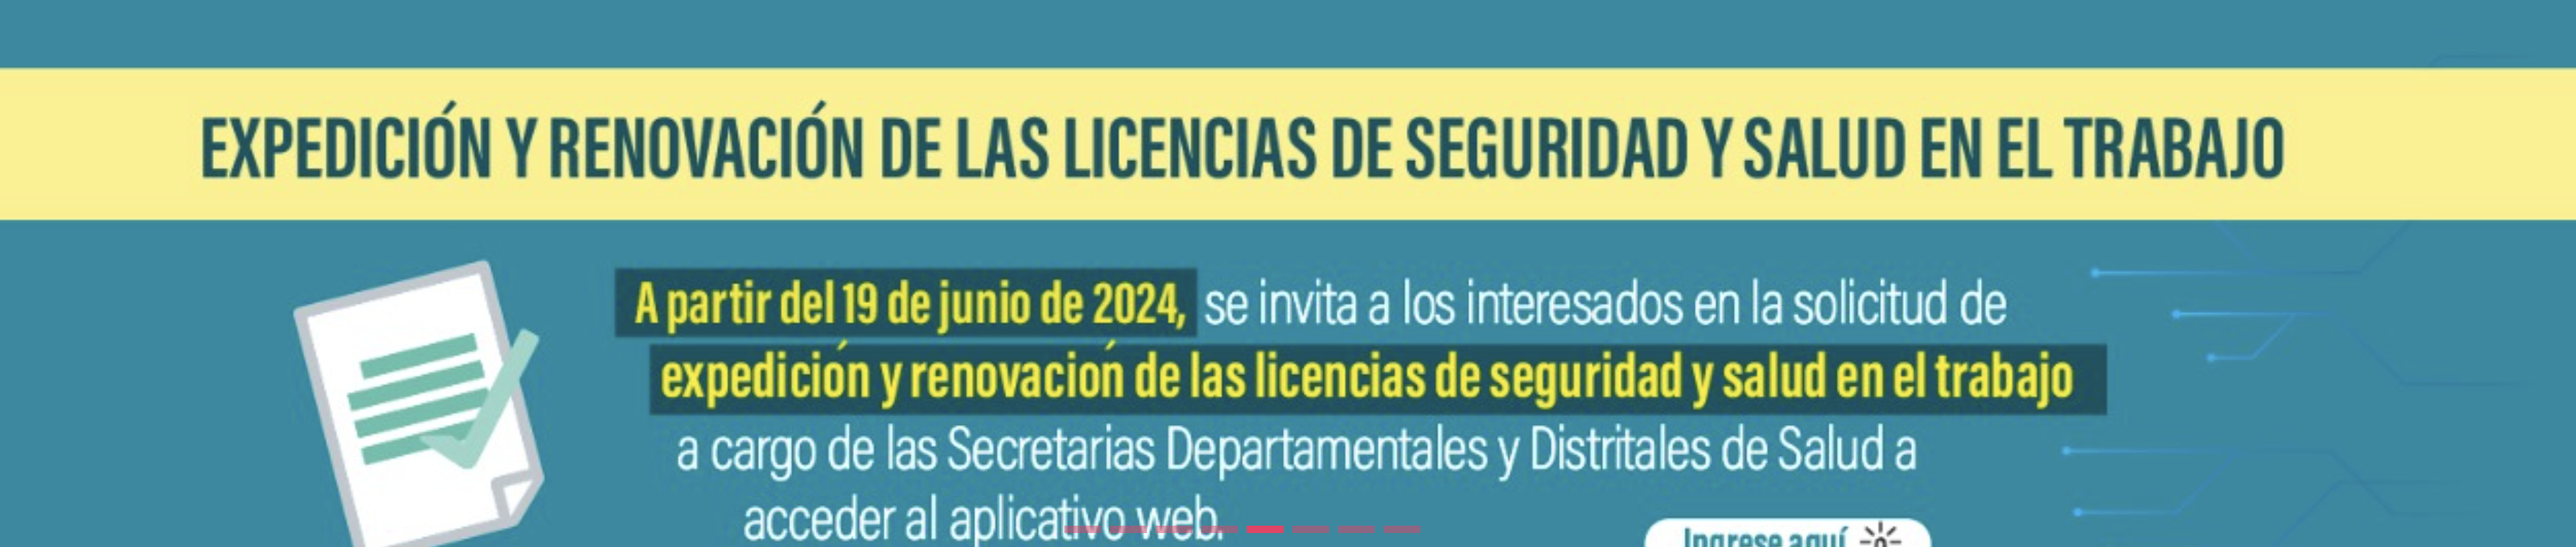 EXPEDICIÓN Y RENOVACIÓN DE LAS LICENCIAS DE SEGURIDAD Y SALUD EN EL TRABAJO
A partir del 19 de junio de 2024, se invita a los interesados en la solicitud de
expedición y renovación de las licencias de seguridad y salud en el trabajo
a cargo de las Secretarias Departamentales y Distritales de Salud a
acceder al aplicativo web.
Ingrese aquí